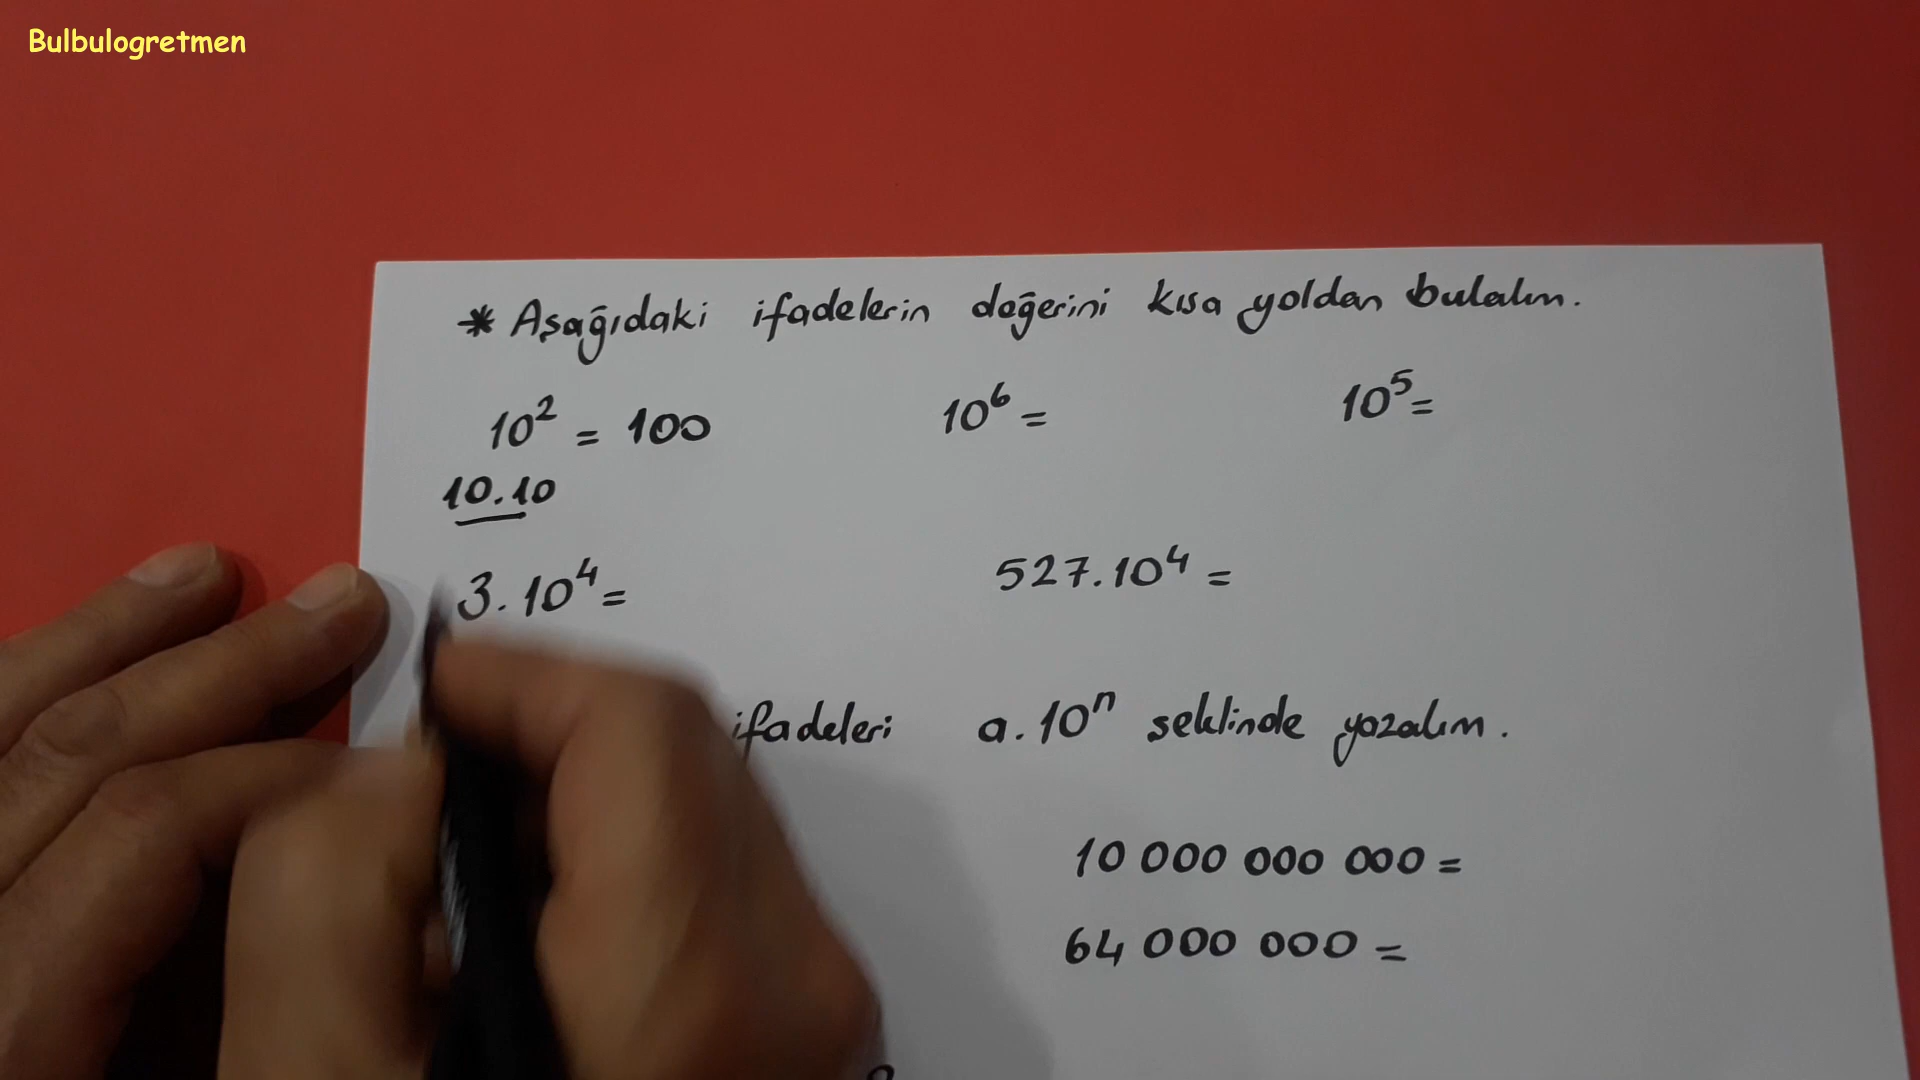 Bulbulogretmen
* Aşağıdaki ifadelerin değerini kısa yoldan bulalım.
10² = 100 10⁶ = 10⁵ =
10.10
3.10⁴ = 527.10⁴ =
ifadeleri a.10ⁿ seklinde yazalım.
10 000 000 000 =
64 000 000 =